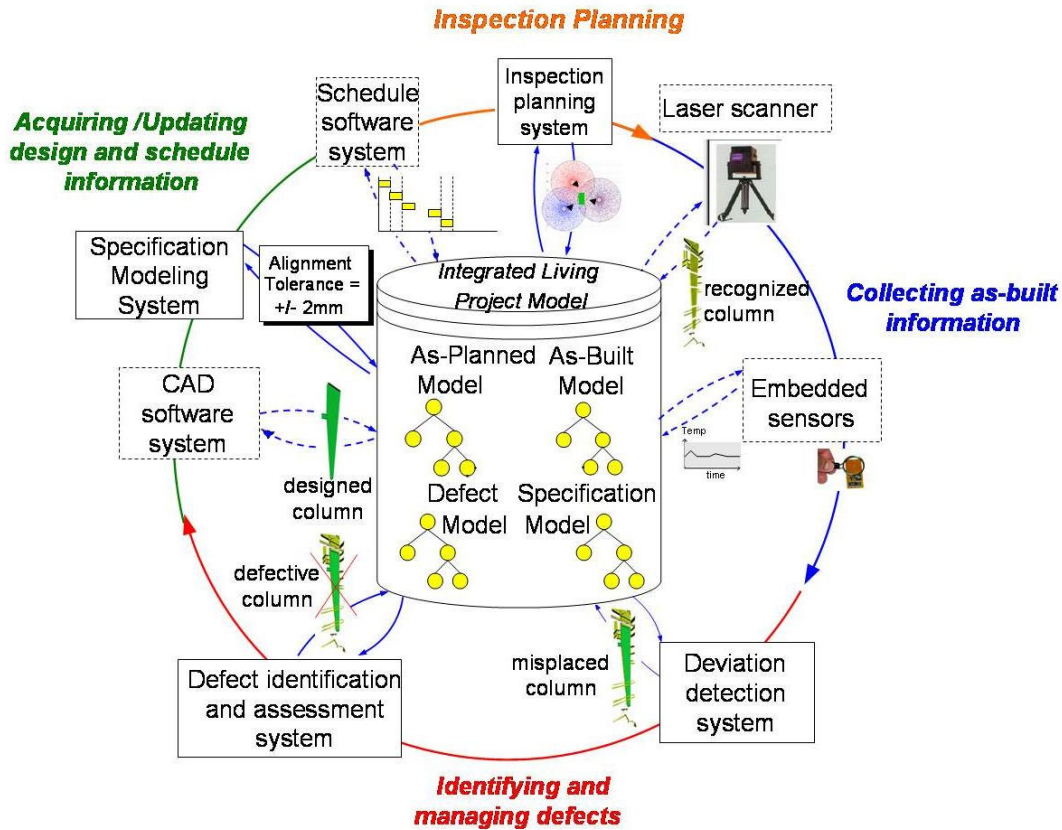 Inspection Planning
Inspection
planning
system
Schedule
software
system
Laser scanner
Acquiring /Updating
design and schedule
information
Specification
Modeling
System
Alignment
Tolerance =
+/- 2mm
Integrated Living
Project Model
recognized
column
Collecting as-built
information
As-Planned
Model
As-Built
Model
CAD
software
system
Embedded
sensors
Temp
time
designed
column
Defect
Model
Specification
Model
defective
column
misplaced
column
Defect identification
and assessment
system
Deviation
detection
system
Identifying and
managing defects